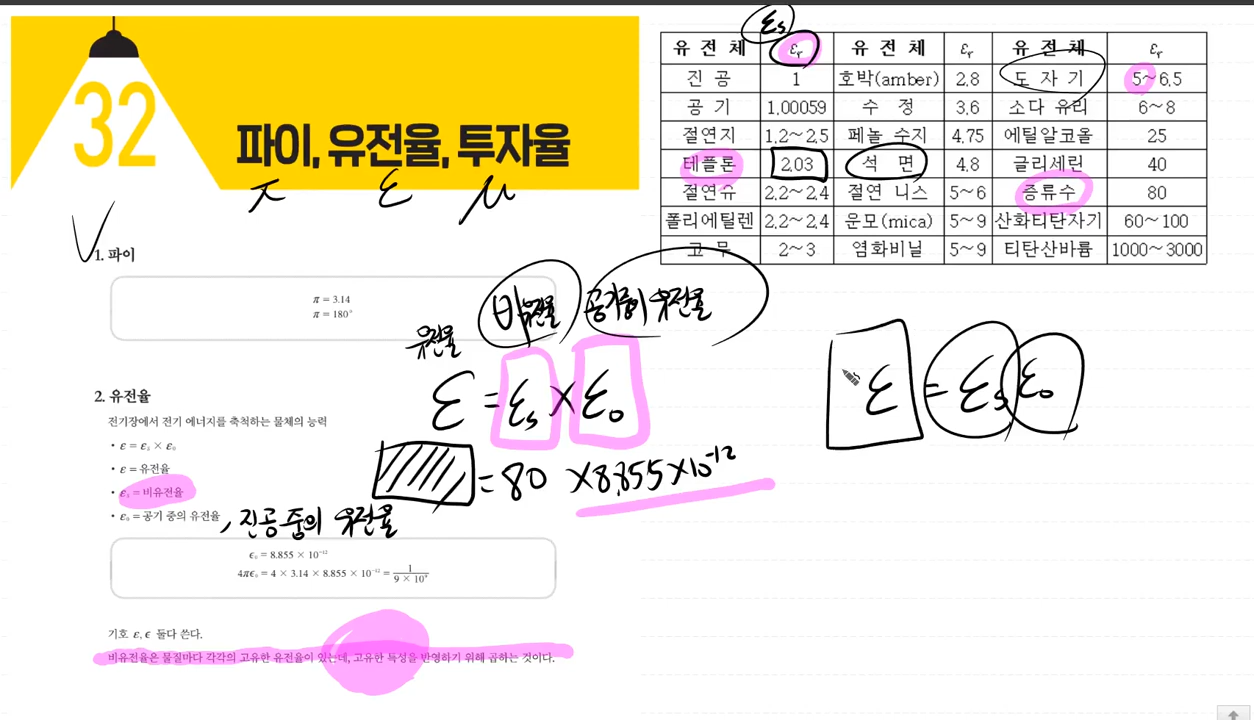 32
파이, 유전율, 투자율
π ε μ
1. 파이
π = 3.14
π = 180°
2. 유전율
전기장에서 전기 에너지를 축척하는 물체의 능력
• ε = εs × ε0
• ε = 유전율
• εs = 비유전율
• ε0 = 공기 중의 유전율 , 진공중의 유전율
ϵ0 = 8.855 × 10⁻¹²
4πϵ0 = 4 × 3.14 × 8.855 × 10⁻¹² = 1/(9 × 10⁹)
기호 ε, ϵ 둘다 쓴다.
비유전율은 물질마다 각각의 고유한 유전율이 있는데, 고유한 특성을 반영하기 위해 곱하는 것이다.
εs
유전체 εr 유전체 εr 유전체 εr
진공 1 호박(amber) 2.8 도자기 5~6.5
공기 1.00059 수정 3.6 소다 유리 6~8
절연지 1.2~2.5 페놀 수지 4.75 에틸알코올 25
테플론 2.03 석면 4.8 글리세린 40
절연유 2.2~2.4 절연 니스 5~6 증류수 80
폴리에틸렌 2.2~2.4 운모(mica) 5~9 산화티탄자기 60~100
고무 2~3 염화비닐 5~9 티탄산바륨 1000~3000
비유전율 공기중의 유전율
유전율
ε = εs × ε0
= 80 × 8.855 × 10⁻¹²
ε = εs ε0